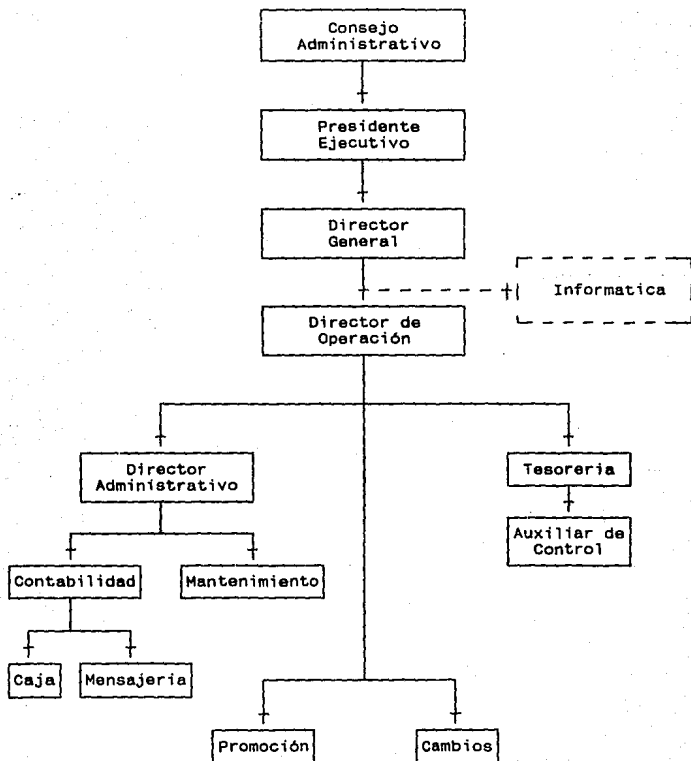 Consejo
Administrativo
Presidente
Ejecutivo
Director
General
Informatica
Director de
Operación
Director
Administrativo
Tesoreria
Auxiliar de
Control
Contabilidad
Mantenimiento
Caja
Mensajeria
Promoción
Cambios